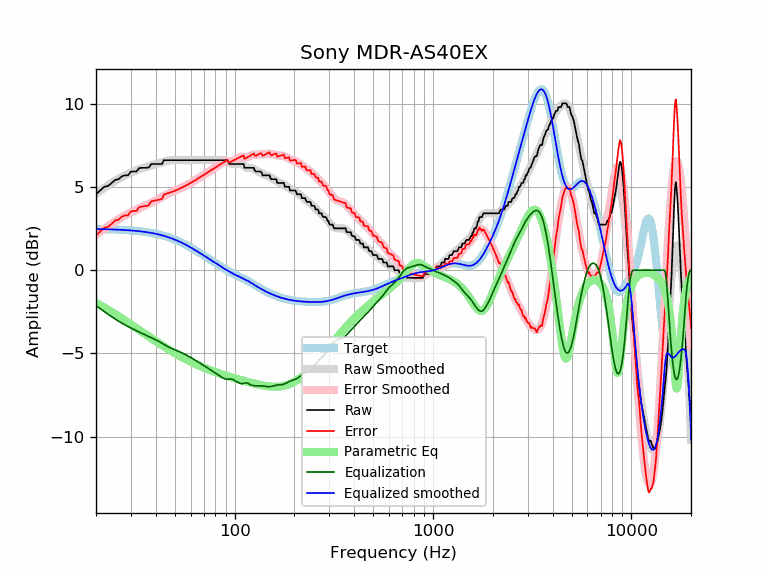 Sony MDR-AS40EX
Amplitude (dBr)
10
5
0
−5
−10
Target
Raw Smoothed
Error Smoothed
Raw
Error
Parametric Eq
Equalization
Equalized smoothed
100
1000
10000
Frequency (Hz)